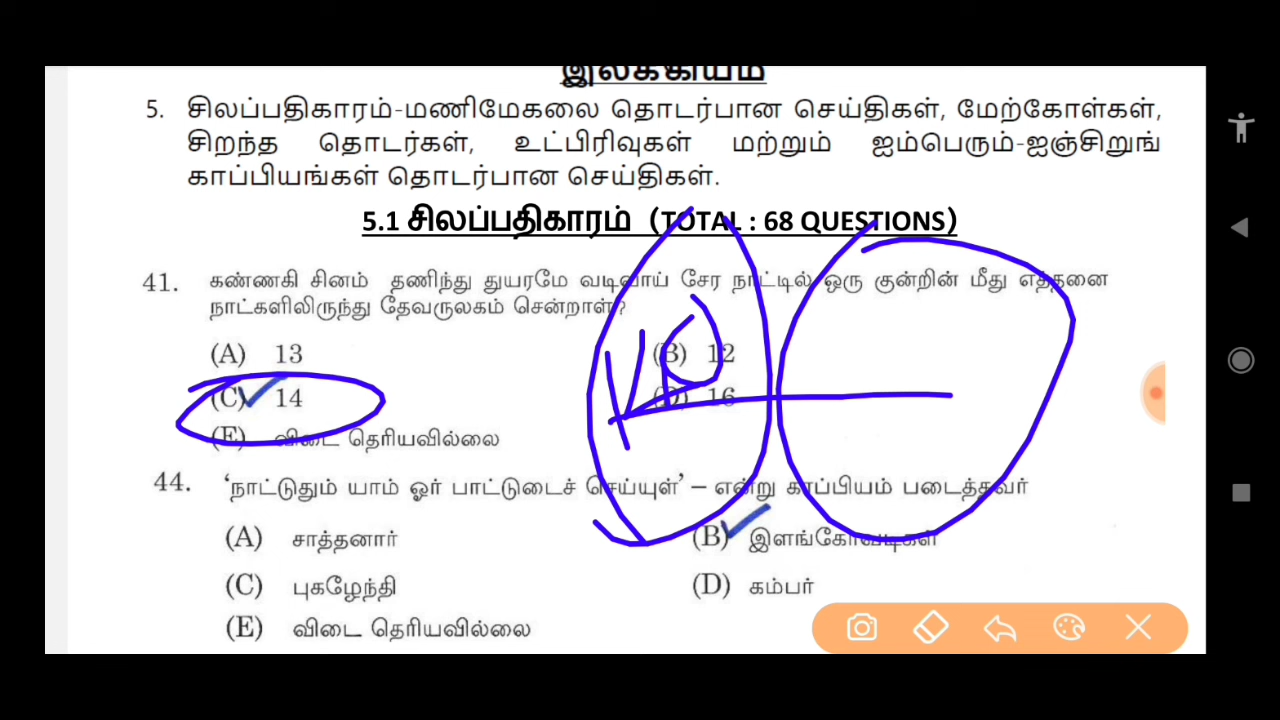 இலக்கியம்
5. சிலப்பதிகாரம்-மணிமேகலை தொடர்பான செய்திகள், மேற்கோள்கள்,
சிறந்த தொடர்கள், உட்பிரிவுகள் மற்றும் ஐம்பெரும்-ஐஞ்சிறுங்
காப்பியங்கள் தொடர்பான செய்திகள்.
5.1 சிலப்பதிகாரம் (TOTAL : 68 QUESTIONS)
41. கண்ணகி சினம் தணிந்து துயரமே வடிவாய் சேர நாட்டில் ஒரு குன்றின் மீது எத்தனை
நாட்களிலிருந்து தேவருலகம் சென்றாள்?
(A) 13 (B) 12
(C) 14 (D) 16
(E) விடை தெரியவில்லை
44. ‘நாட்டுதும் யாம் ஓர் பாட்டுடைச் செய்யுள்’ – என்று காப்பியம் படைத்தவர்
(A) சாத்தனார் (B) இளங்கோவடிகள்
(C) புகழேந்தி (D) கம்பர்
(E) விடை தெரியவில்லை